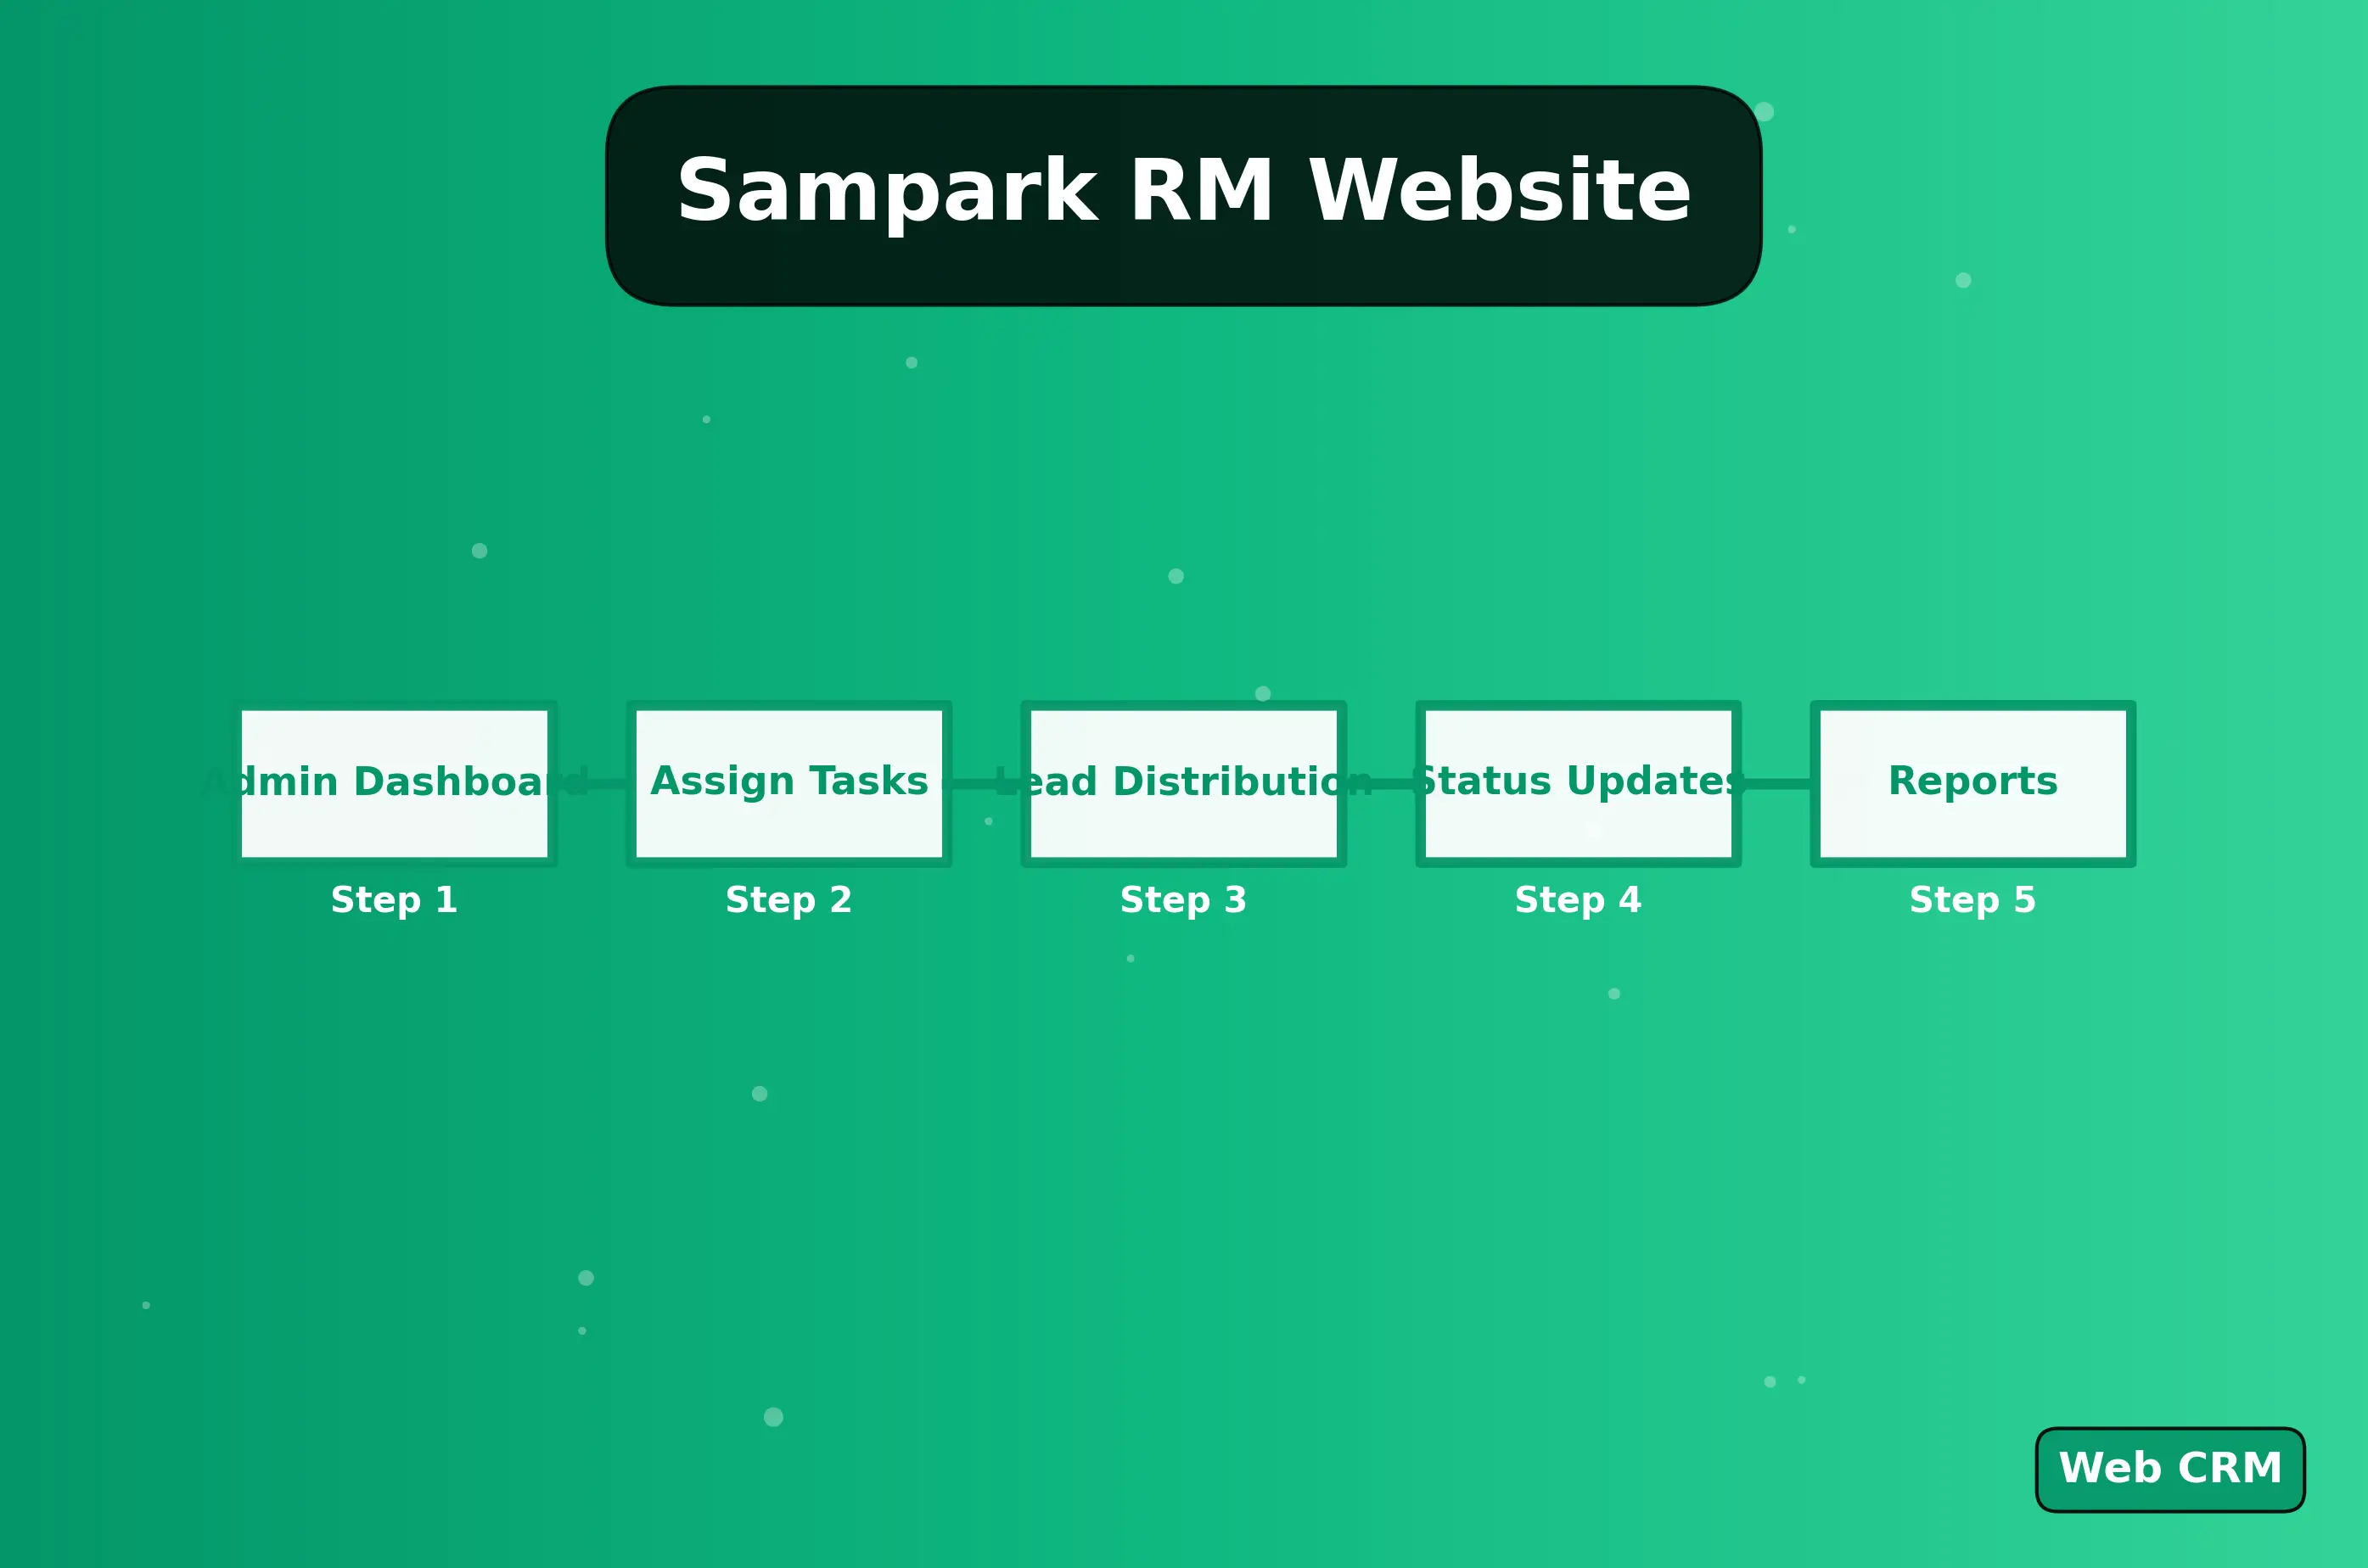 Sampark RM Website
Admin Dashboard
Assign Tasks
Lead Distribution
Status Updates
Reports
Step 1
Step 2
Step 3
Step 4
Step 5
Web CRM